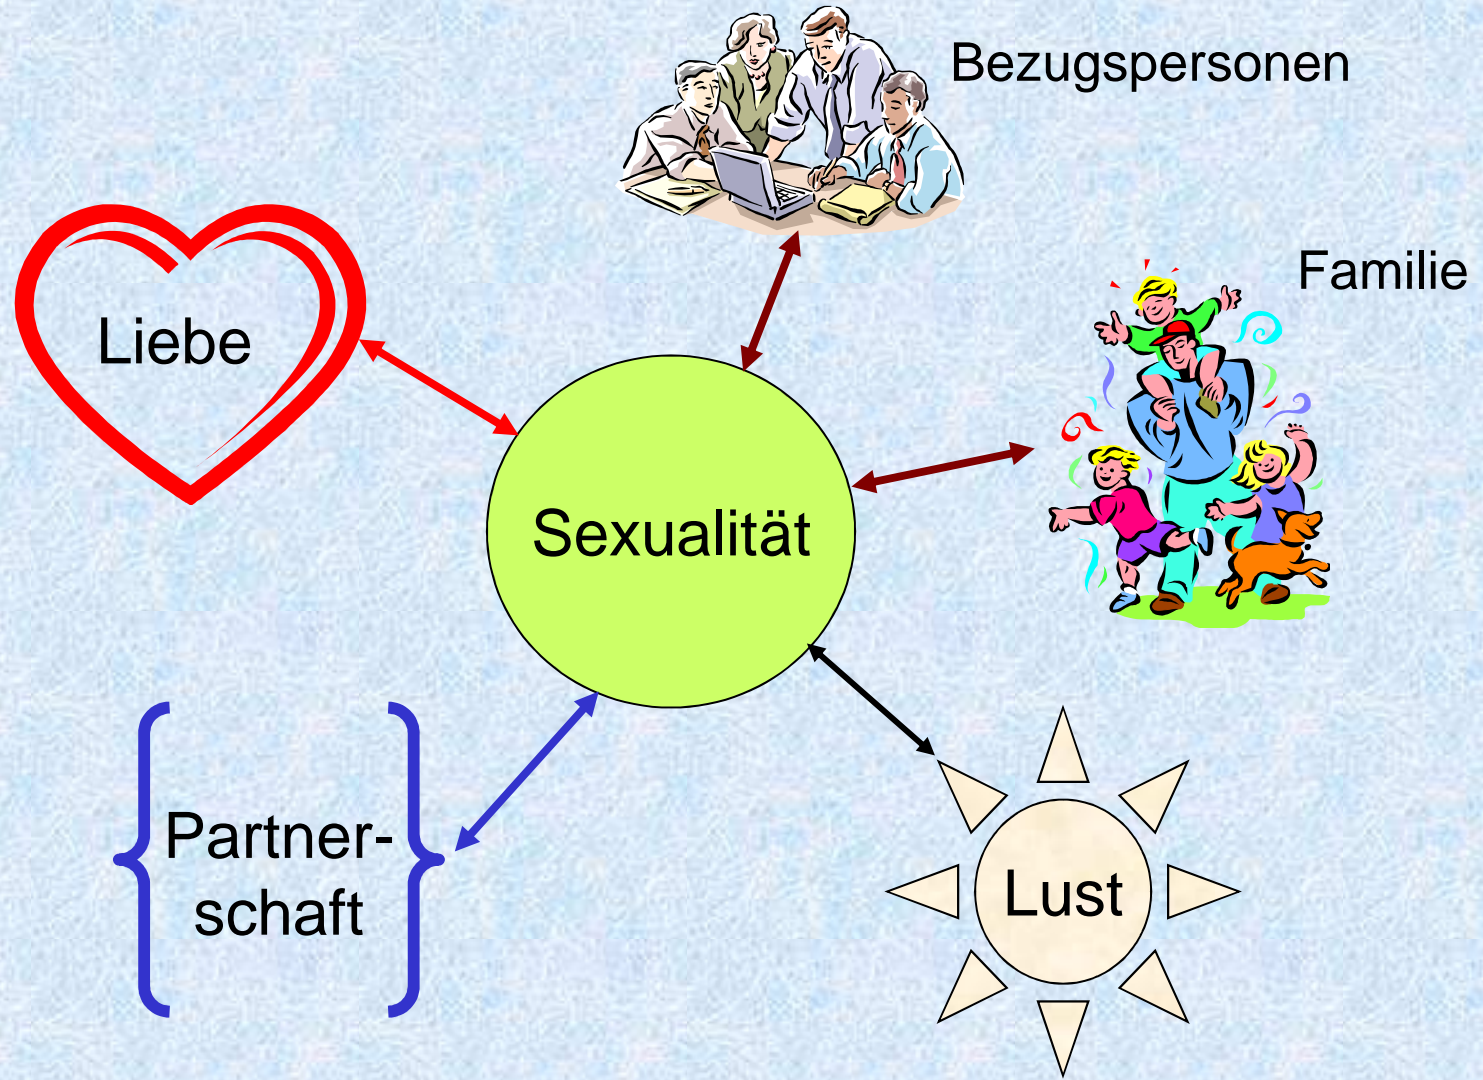 Bezugspersonen
Familie
Liebe
Sexualität
Partner-
schaft
Lust